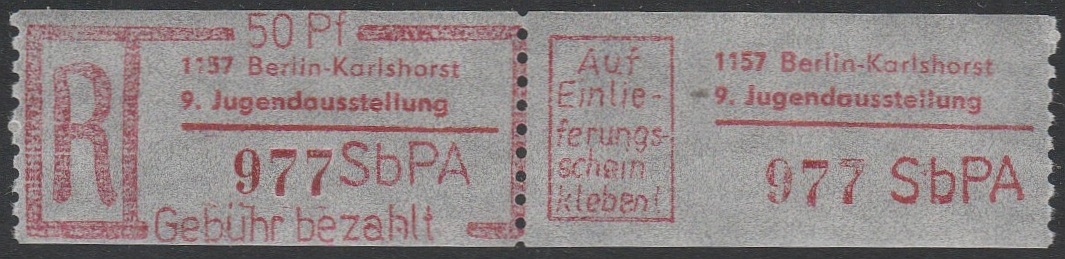 50 Pf
R
1157 Berlin-Karlshorst
9. Jugendausstellung
977 SbPA
Gebühr bezahlt
Auf
Einlie-
ferungs-
schein
kleben!
1157 Berlin-Karlshorst
9. Jugendausstellung
977 SbPA